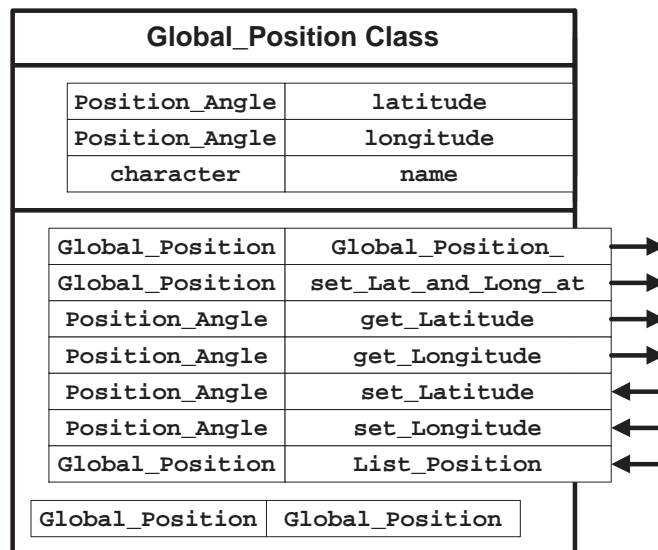 Global_Position Class
Position_Angle latitude
Position_Angle longitude
character name
Global_Position Global_Position_
Global_Position set_Lat_and_Long_at
Position_Angle get_Latitude
Position_Angle get_Longitude
Position_Angle set_Latitude
Position_Angle set_Longitude
Global_Position List_Position
Global_Position Global_Position